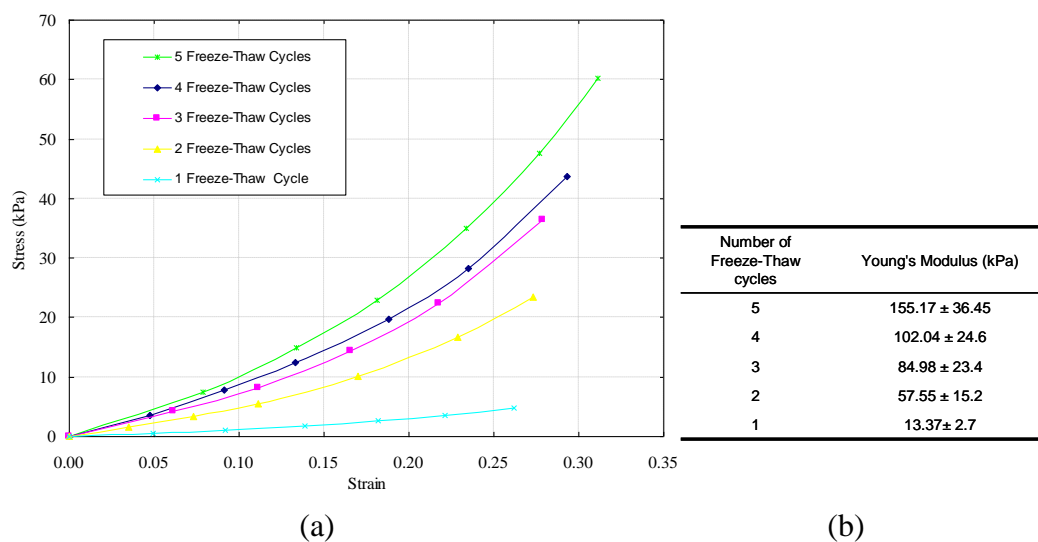 70
60
50
40
30
20
10
0
Stress (kPa)
5 Freeze-Thaw Cycles
4 Freeze-Thaw Cycles
3 Freeze-Thaw Cycles
2 Freeze-Thaw Cycles
1 Freeze-Thaw Cycle
0.00 0.05 0.10 0.15 0.20 0.25 0.30 0.35
Strain
(a)
Number of
Freeze-Thaw
cycles
Young's Modulus (kPa)
5 155.17 ± 36.45
4 102.04 ± 24.6
3 84.98 ± 23.4
2 57.55 ± 15.2
1 13.37± 2.7
(b)